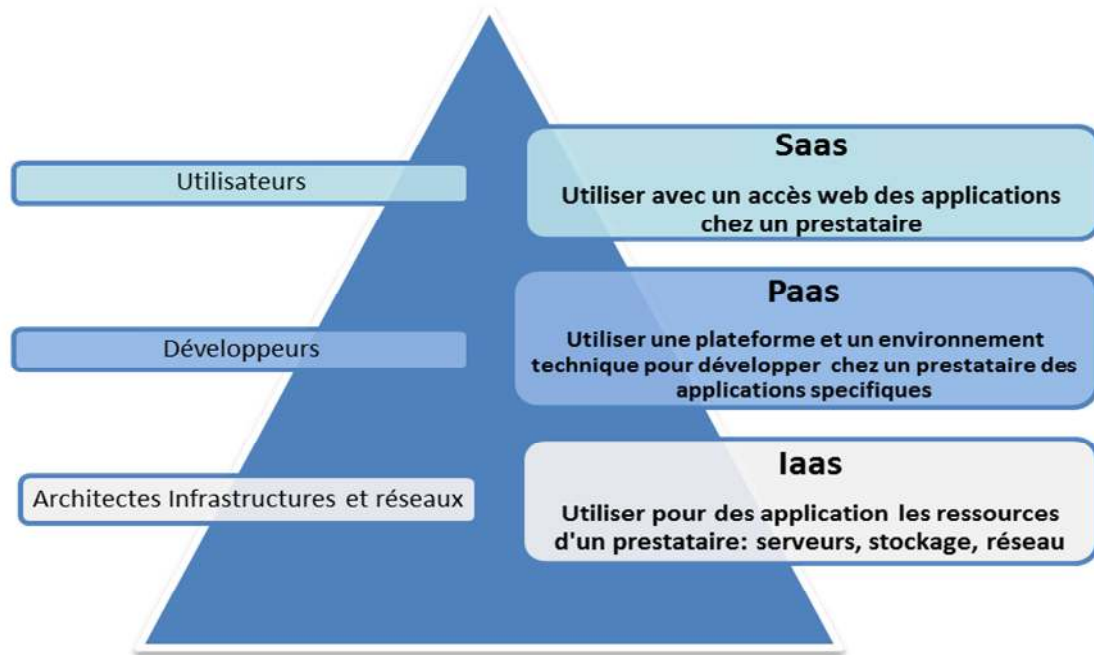 Utilisateurs
Saas
Utiliser avec un accès web des applications
chez un prestataire
Développeurs
Paas
Utiliser une plateforme et un environnement
technique pour développer chez un prestataire des
applications specifiques
Architectes Infrastructures et réseaux
Iaas
Utiliser pour des application les ressources
d'un prestataire: serveurs, stockage, réseau